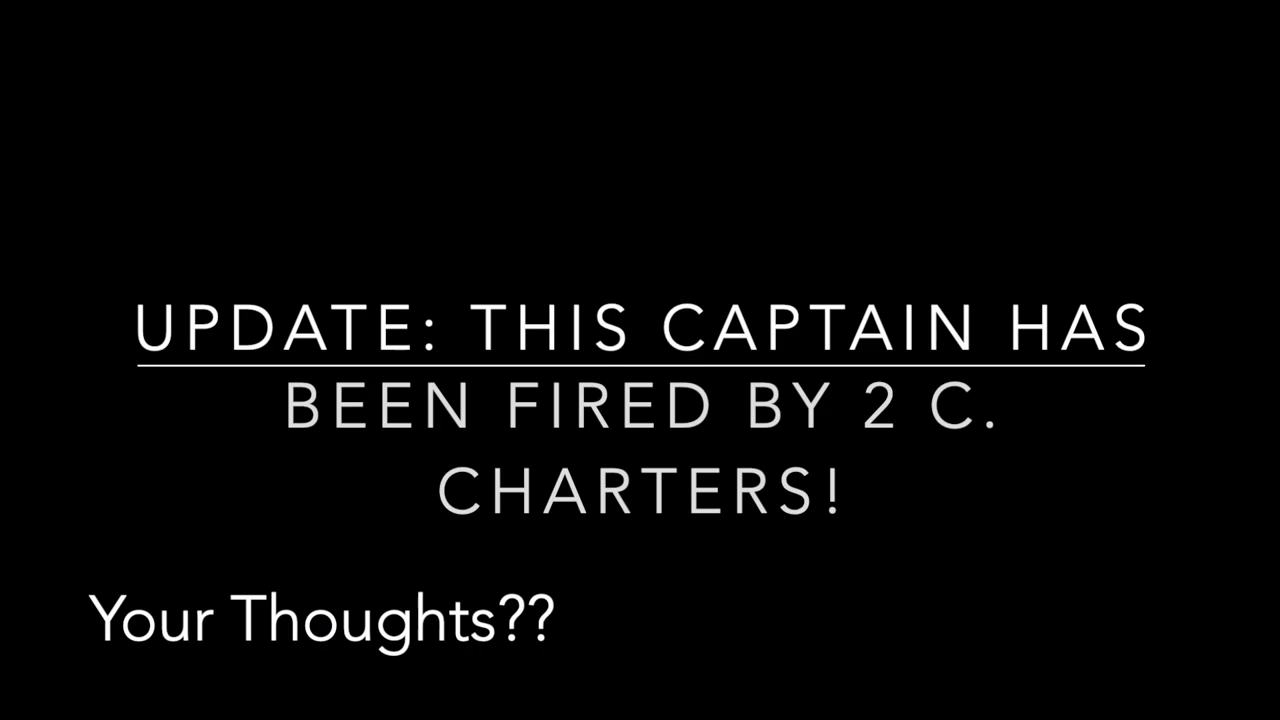 UPDATE: THIS CAPTAIN HAS
BEEN FIRED BY 2 C.
CHARTERS!
Your Thoughts??